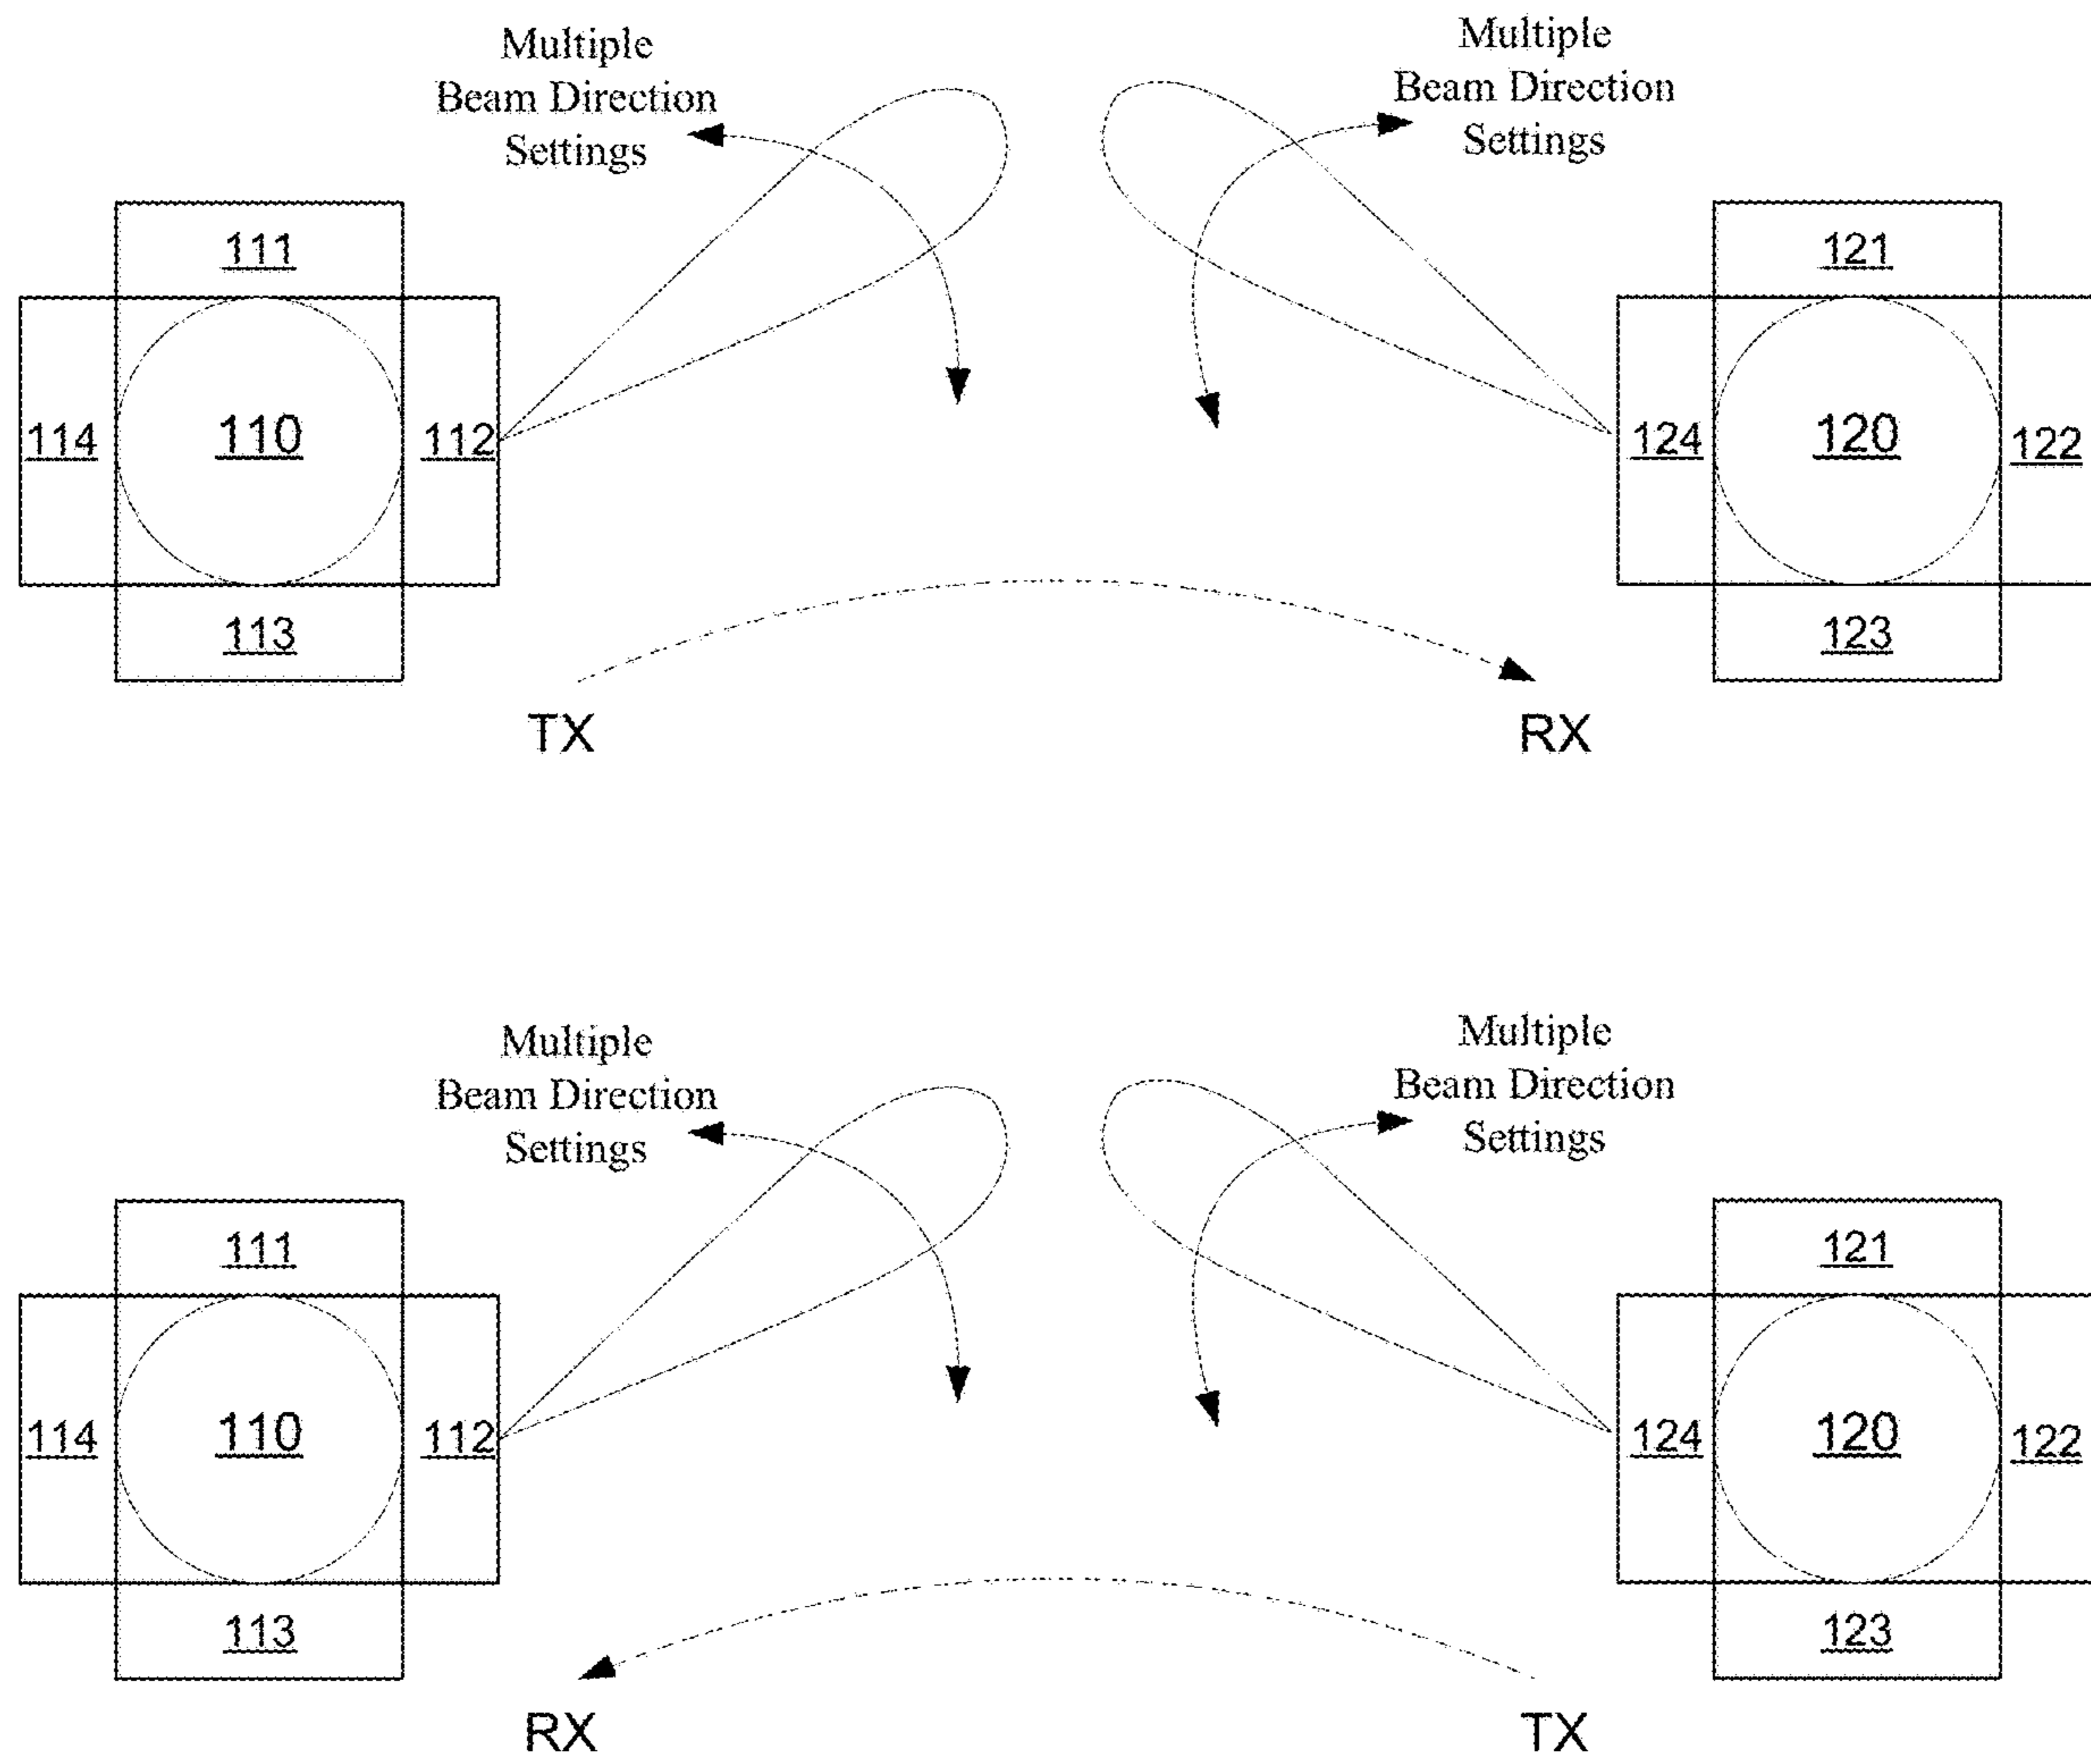 Multiple
Beam Direction
Settings
Multiple
Beam Direction
Settings
111
121
114 110 112
124 120 122
113
123
TX
RX
Multiple
Beam Direction
Settings
Multiple
Beam Direction
Settings
111
121
114 110 112
124 120 122
113
123
RX
TX